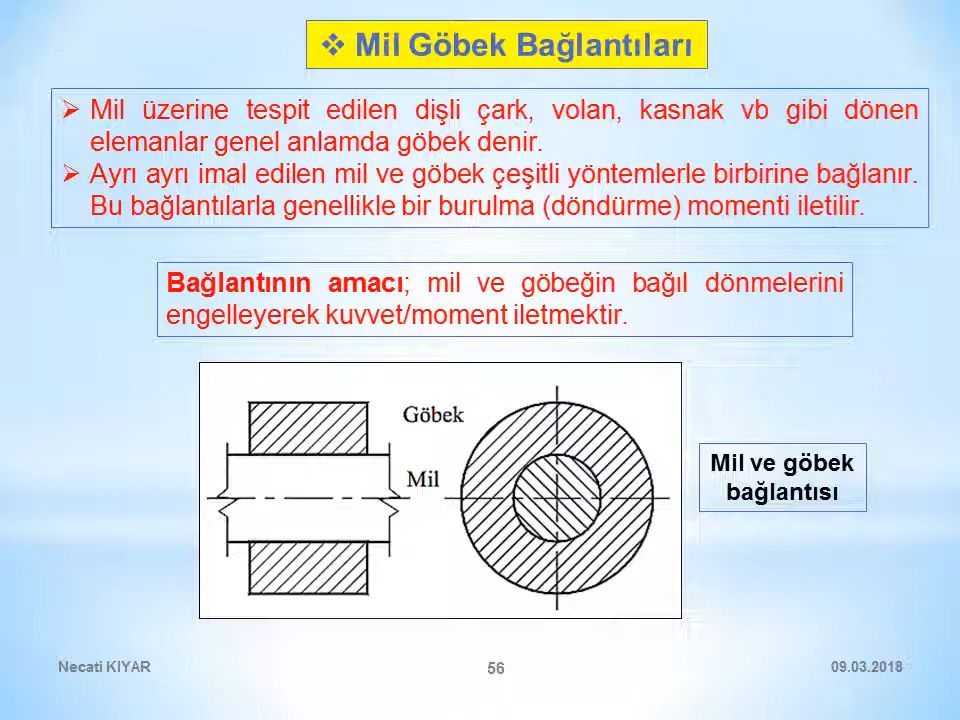 ❖ Mil Göbek Bağlantıları
➢ Mil üzerine tespit edilen dişli çark, volan, kasnak vb gibi dönen
elemanlar genel anlamda göbek denir.
➢ Ayrı ayrı imal edilen mil ve göbek çeşitli yöntemlerle birbirine bağlanır.
Bu bağlantılarla genellikle bir burulma (döndürme) momenti iletilir.
Bağlantının amacı; mil ve göbeğin bağıl dönmelerini
engelleyerek kuvvet/moment iletmektir.
Göbek
Mil
Mil ve göbek
bağlantısı
Necati KIYAR
56
09.03.2018